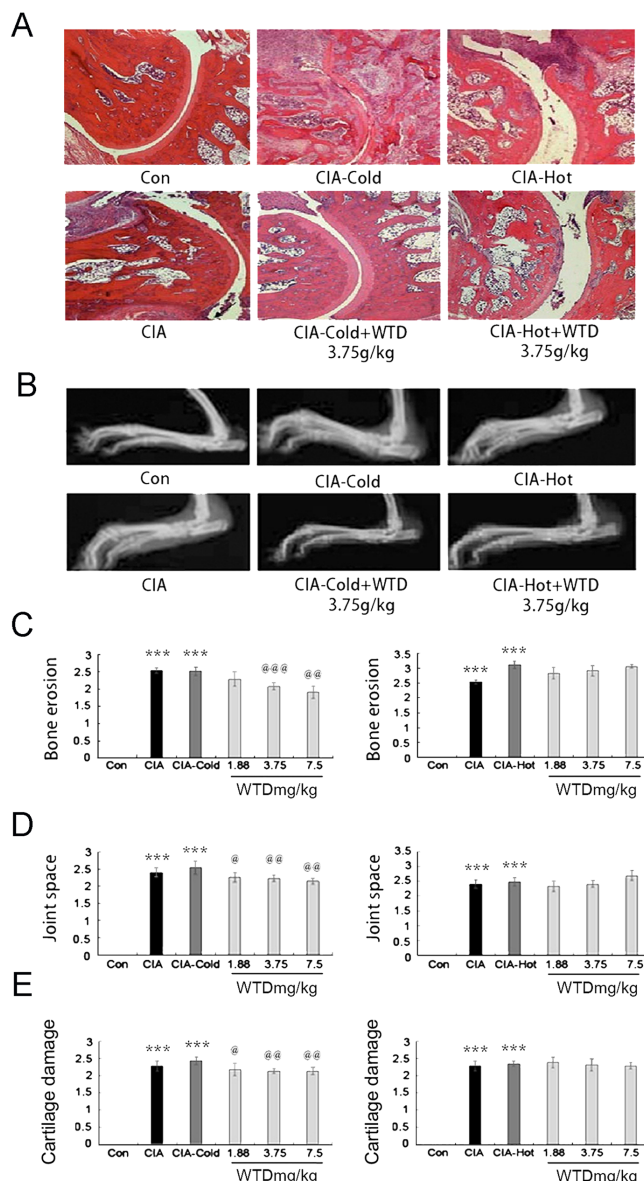 A
Con
CIA-Cold
CIA-Hot
CIA
CIA-Cold+WTD
3.75g/kg
CIA-Hot+WTD
3.75g/kg
B
Con
CIA-Cold
CIA-Hot
CIA
CIA-Cold+WTD
3.75g/kg
CIA-Hot+WTD
3.75g/kg
C
Bone erosion
3
2.5
2
1.5
1
0.5
0
*** *** @@@ @@
Con CIA CIA-Cold 1.88 3.75 7.5
WTDmg/kg
Bone erosion
3.5
3
2.5
2
1.5
1
0.5
0
*** ***
Con CIA CIA-Hot 1.88 3.75 7.5
WTDmg/kg
D
Joint space
3
2.5
2
1.5
1
0.5
0
*** *** @ @@ @@
Con CIA CIA-Cold 1.88 3.75 7.5
WTDmg/kg
Joint space
3.5
3
2.5
2
1.5
1
0.5
0
*** ***
Con CIA CIA-Hot 1.88 3.75 7.5
WTDmg/kg
E
Cartilage damage
3
2.5
2
1.5
1
0.5
0
*** *** @ @@ @@
Con CIA CIA-Cold 1.88 3.75 7.5
WTDmg/kg
Cartilage damage
3
2.5
2
1.5
1
0.5
0
*** ***
Con CIA CIA-Hot 1.88 3.75 7.5
WTDmg/kg